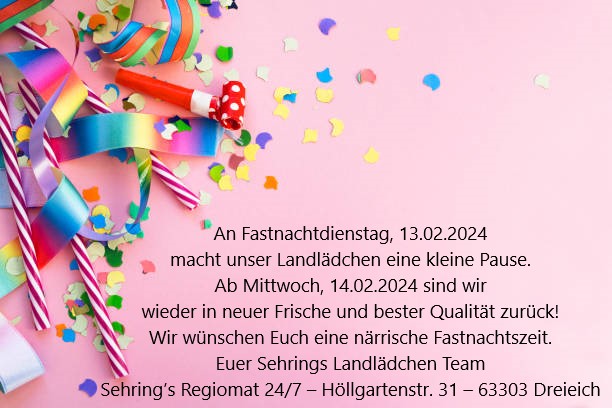 An Fastnachtdienstag, 13.02.2024
macht unser Landlädchen eine kleine Pause.
Ab Mittwoch, 14.02.2024 sind wir
wieder in neuer Frische und bester Qualität zurück!
Wir wünschen Euch eine närrische Fastnachtszeit.
Euer Sehrings Landlädchen Team
Sehring’s Regiomat 24/7 – Höllgartenstr. 31 – 63303 Dreieich